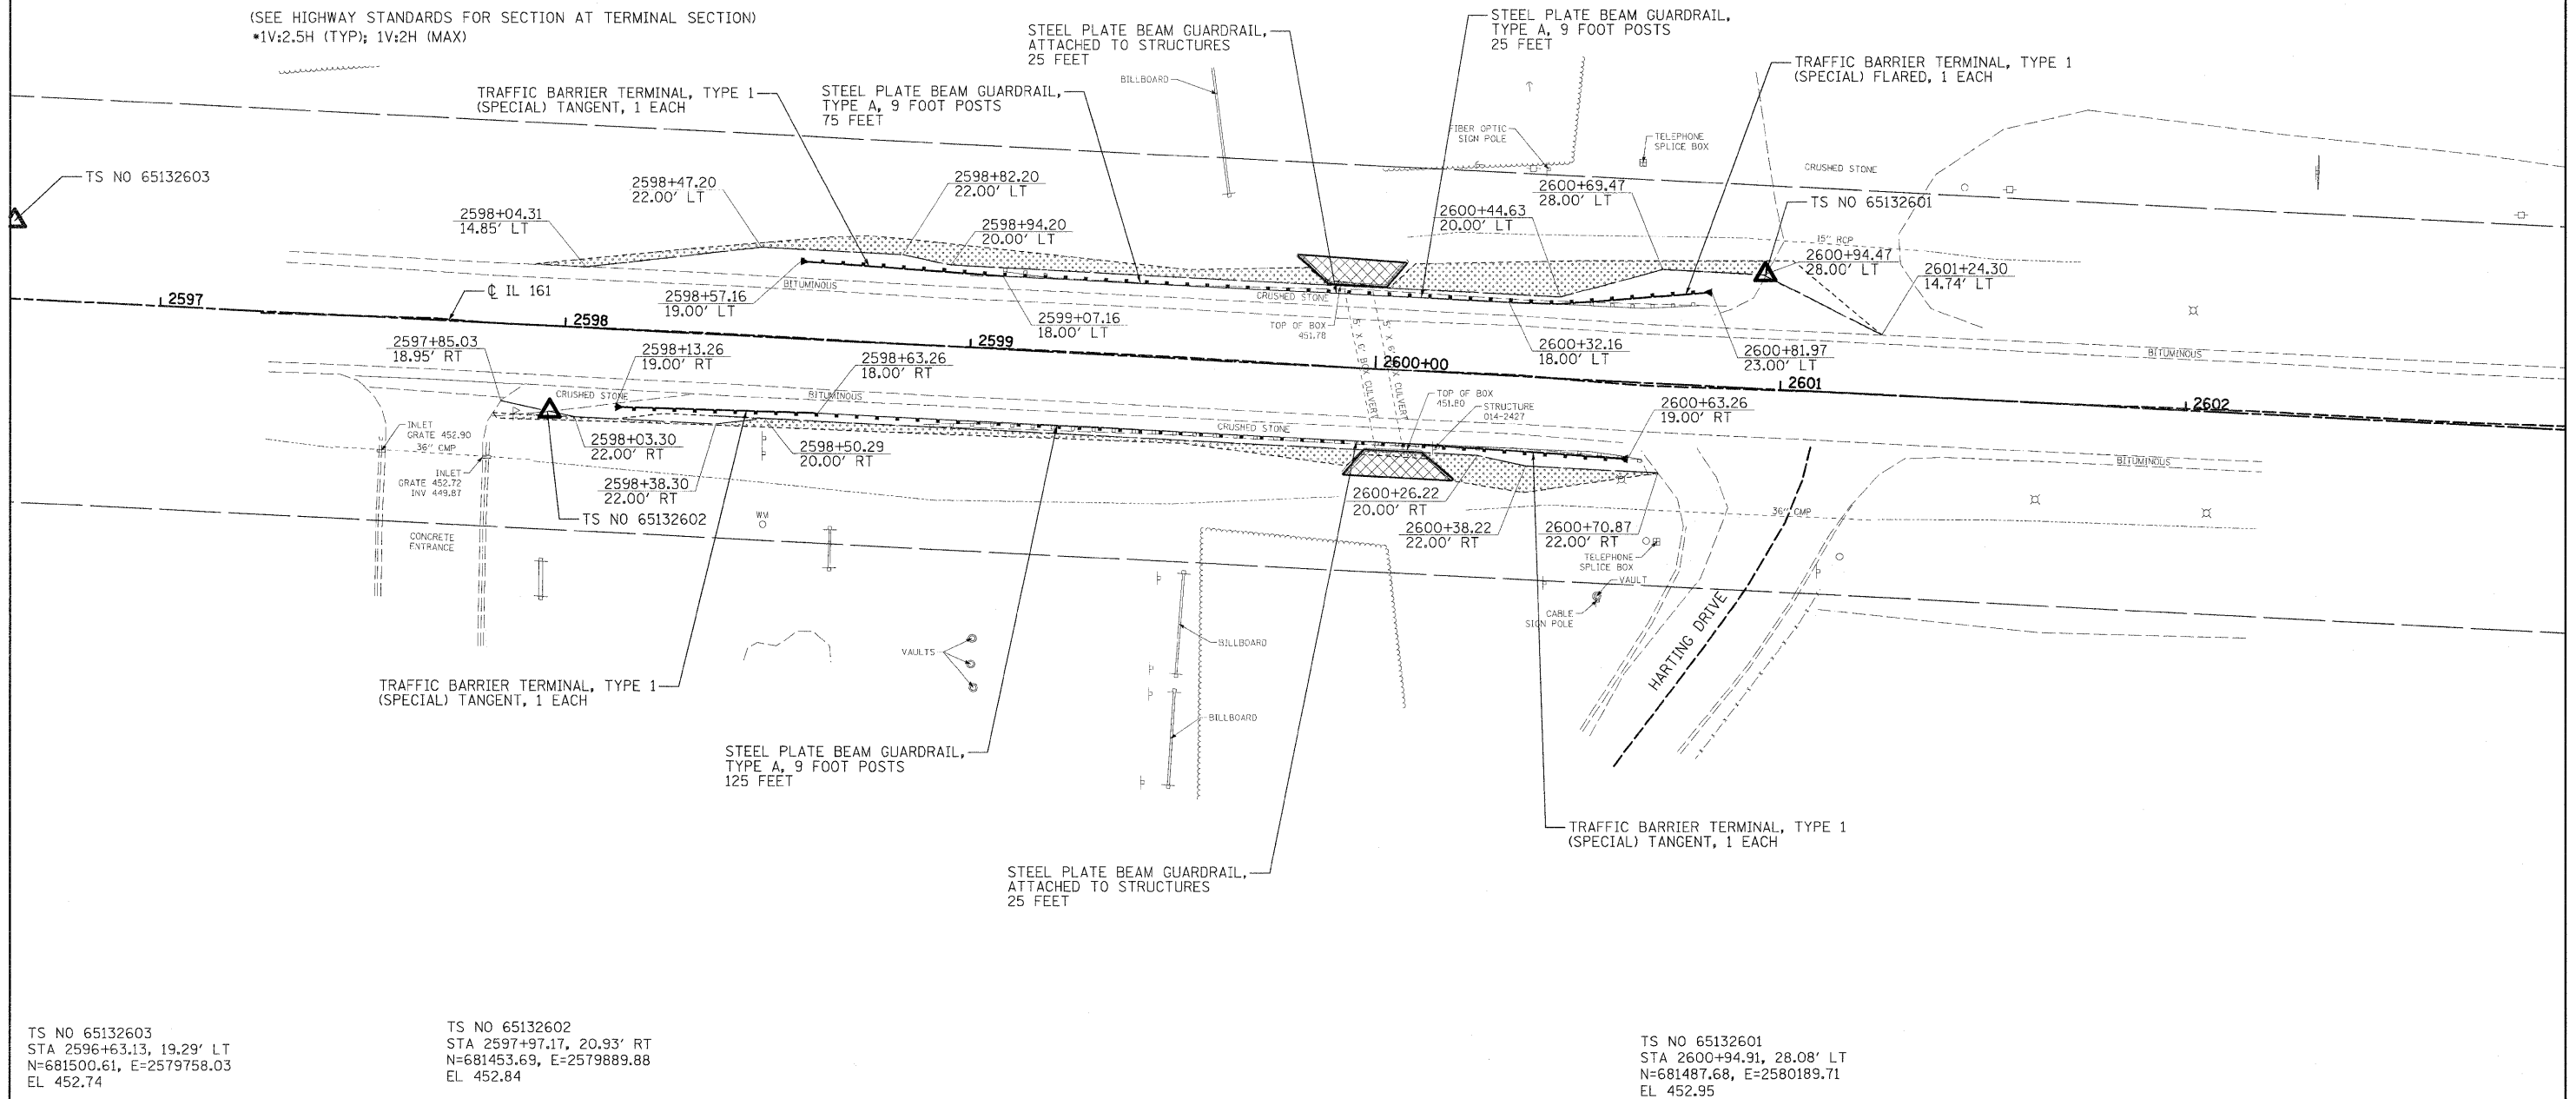 (SEE HIGHWAY STANDARDS FOR SECTION AT TERMINAL SECTION)
*1V:2.5H (TYP); 1V:2H (MAX)
STEEL PLATE BEAM GUARDRAIL,
ATTACHED TO STRUCTURES
25 FEET
STEEL PLATE BEAM GUARDRAIL,
TYPE A, 9 FOOT POSTS
25 FEET
TRAFFIC BARRIER TERMINAL, TYPE 1
(SPECIAL) FLARED, 1 EACH
TRAFFIC BARRIER TERMINAL, TYPE 1
(SPECIAL) TANGENT, 1 EACH
STEEL PLATE BEAM GUARDRAIL,
TYPE A, 9 FOOT POSTS
75 FEET
BILLBOARD
FIBER OPTIC
SIGN POLE
TELEPHONE
SPLICE BOX
CRUSHED STONE
TS NO 65132603
2598+47.20
22.00' LT
2598+82.20
22.00' LT
2598+04.31
14.85' LT
2598+94.20
20.00' LT
2600+69.47
28.00' LT
2600+44.63
20.00' LT
TS NO 65132601
15" RCP
2600+94.47
28.00' LT
2601+24.30
14.74' LT
BITUMINOUS
CRUSHED STONE
2597
℄ IL 161
2598+57.16
19.00' LT
2598
2599+07.16
18.00' LT
TOP OF BOX
451.78
5' X 6' BOX CULVERT
5' X 6' BOX CULVERT
2599
2600+00
2600+32.16
18.00' LT
2600+81.97
23.00' LT
BITUMINOUS
2601
2602
2597+85.03
18.95' RT
2598+13.26
19.00' RT
2598+63.26
18.00' RT
CRUSHED STONE
BITUMINOUS
TOP OF BOX
451.80
STRUCTURE
014-2427
2600+63.26
19.00' RT
INLET
GRATE 452.90
36" CMP
INLET
GRATE 452.72
INV 449.87
2598+03.30
22.00' RT
2598+50.29
20.00' RT
CRUSHED STONE
BITUMINOUS
2598+38.30
22.00' RT
2600+26.22
20.00' RT
2600+38.22
22.00' RT
2600+70.87
22.00' RT
36" CMP
TS NO 65132602
WM
CONCRETE
ENTRANCE
TELEPHONE
SPLICE BOX
VAULT
CABLE
SIGN POLE
HARTING DRIVE
VAULTS
BILLBOARD
BILLBOARD
TRAFFIC BARRIER TERMINAL, TYPE 1
(SPECIAL) TANGENT, 1 EACH
STEEL PLATE BEAM GUARDRAIL,
TYPE A, 9 FOOT POSTS
125 FEET
TRAFFIC BARRIER TERMINAL, TYPE 1
(SPECIAL) TANGENT, 1 EACH
STEEL PLATE BEAM GUARDRAIL,
ATTACHED TO STRUCTURES
25 FEET
TS NO 65132603
STA 2596+63.13, 19.29' LT
N=681500.61, E=2579758.03
EL 452.74
TS NO 65132602
STA 2597+97.17, 20.93' RT
N=681453.69, E=2579889.88
EL 452.84
TS NO 65132601
STA 2600+94.91, 28.08' LT
N=681487.68, E=2580189.71
EL 452.95